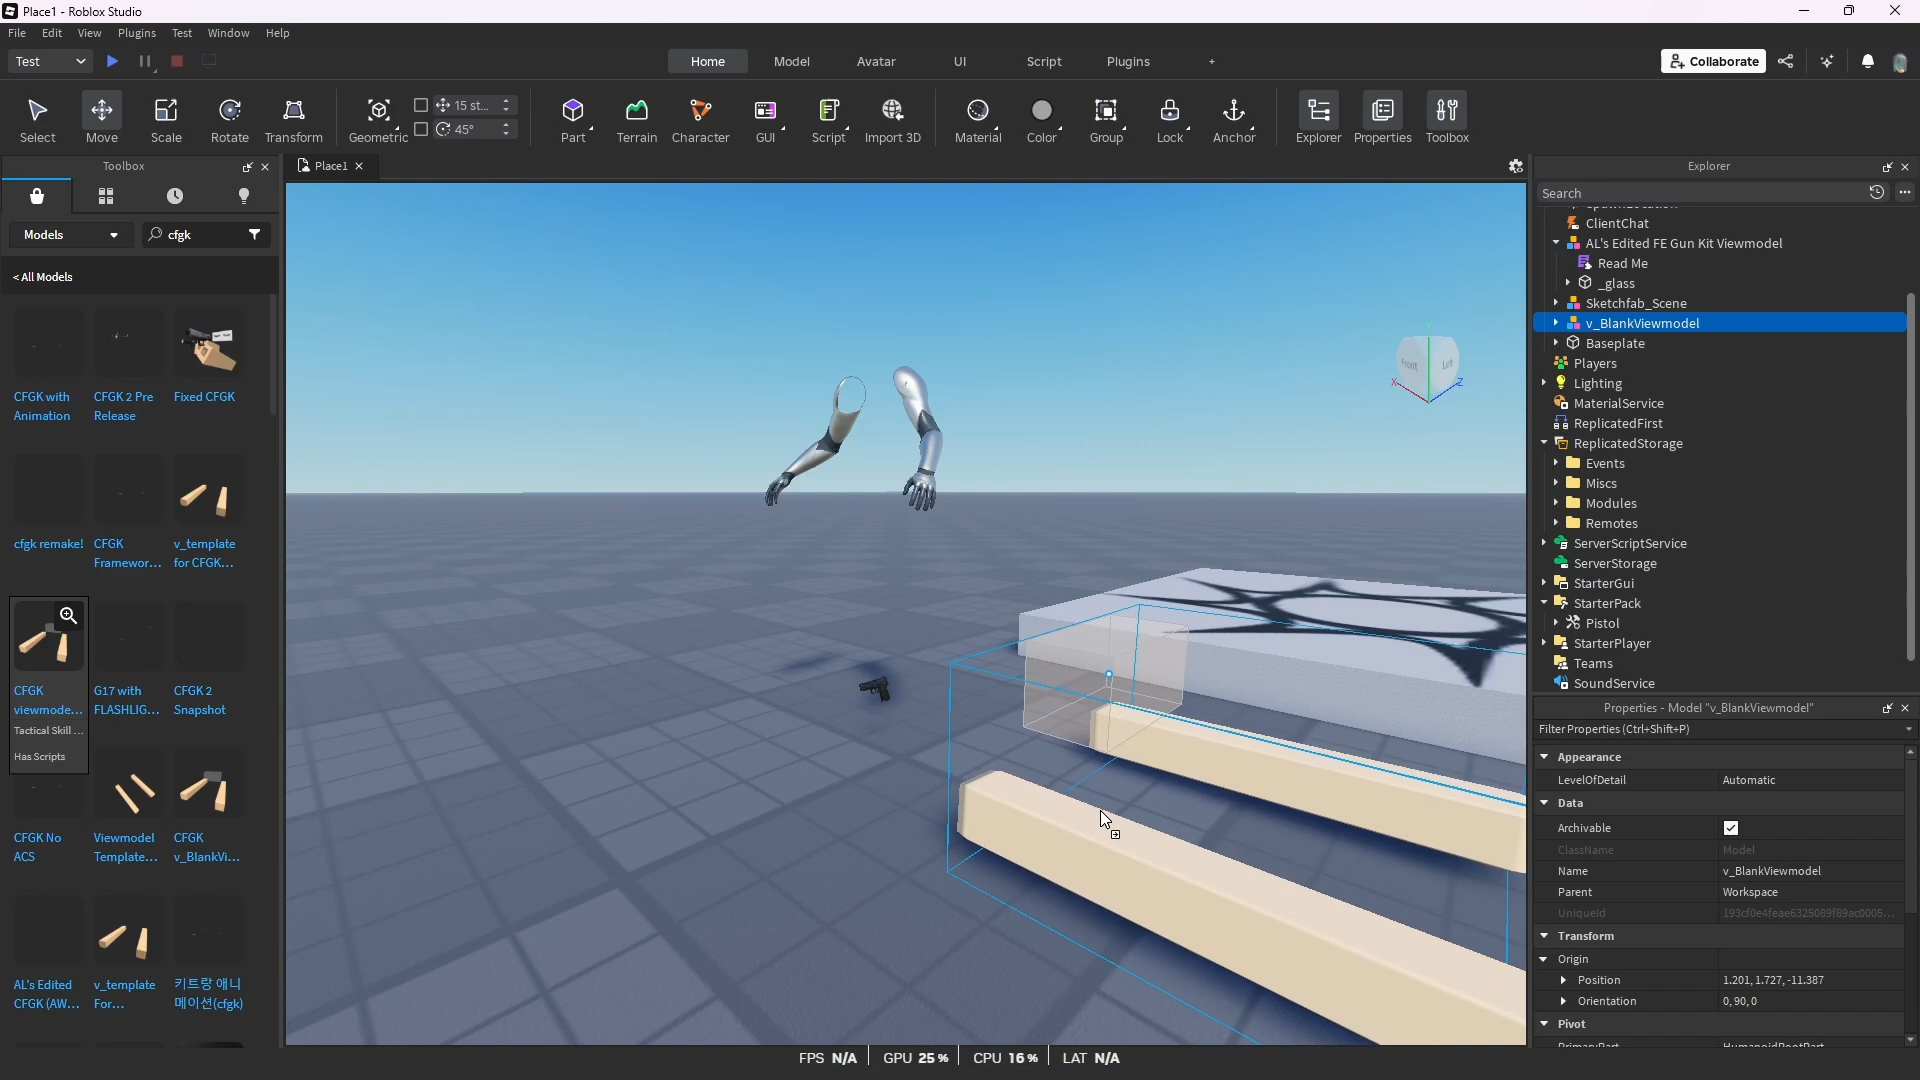 Place1 - Roblox Studio
File Edit View Plugins Test Window Help
Test
Home Model Avatar UI Script Plugins +
Collaborate
Select Move Scale Rotate Transform Geometric
15 st...
45°
Part Terrain Character GUI Script Import 3D Material Color Group Lock Anchor Explorer Properties Toolbox
Toolbox
Models
cfgk
< All Models
CFGK with Animation
CFGK 2 Pre Release
Fixed CFGK
cfgk remake!
CFGK Framewor...
v_template for CFGK...
CFGK viewmode...
Tactical Skill ...
Has Scripts
G17 with FLASHLIG...
CFGK 2 Snapshot
CFGK No ACS
Viewmodel Template...
CFGK v_BlankVi...
AL's Edited CFGK (AW...
v_template For...
키트랑 애니메이션(cfgk)
Place1
Front
Left
X
Y
Z
Explorer
Search
ClientChat
AL's Edited FE Gun Kit Viewmodel
Read Me
_glass
Sketchfab_Scene
v_BlankViewmodel
Baseplate
Players
Lighting
MaterialService
ReplicatedFirst
ReplicatedStorage
Events
Miscs
Modules
Remotes
ServerScriptService
ServerStorage
StarterGui
StarterPack
Pistol
StarterPlayer
Teams
SoundService
Properties - Model "v_BlankViewmodel"
Filter Properties (Ctrl+Shift+P)
Appearance
LevelOfDetail Automatic
Data
Archivable
ClassName Model
Name v_BlankViewmodel
Parent Workspace
UniqueId 193cf0e4feae6325089f89ac0005...
Transform
Origin
Position 1.201, 1.727, -11.387
Orientation 0, 90, 0
Pivot
PrimaryPart HumanoidRootPart
FPS N/A GPU 25 % CPU 16 % LAT N/A